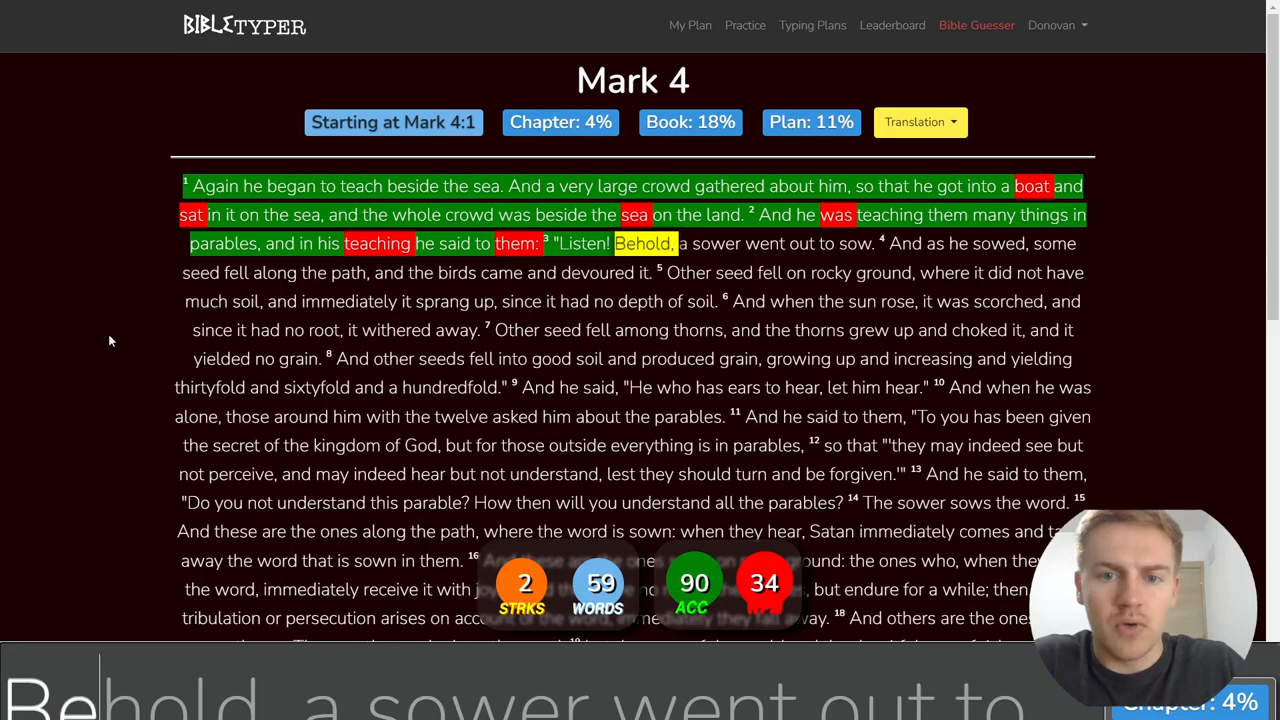 BIBLETYPER
My Plan Practice Typing Plans Leaderboard Bible Guesser Donovan
Mark 4
Starting at Mark 4:1 Chapter: 4% Book: 18% Plan: 11% Translation
1 Again he began to teach beside the sea. And a very large crowd gathered about him, so that he got into a boat and
sat in it on the sea, and the whole crowd was beside the sea on the land. 2 And he was teaching them many things in
parables, and in his teaching he said to them: 3 "Listen! Behold, a sower went out to sow. 4 And as he sowed, some
seed fell along the path, and the birds came and devoured it. 5 Other seed fell on rocky ground, where it did not have
much soil, and immediately it sprang up, since it had no depth of soil. 6 And when the sun rose, it was scorched, and
since it had no root, it withered away. 7 Other seed fell among thorns, and the thorns grew up and choked it, and it
yielded no grain. 8 And other seeds fell into good soil and produced grain, growing up and increasing and yielding
thirtyfold and sixtyfold and a hundredfold." 9 And he said, "He who has ears to hear, let him hear." 10 And when he was
alone, those around him with the twelve asked him about the parables. 11 And he said to them, "To you has been given
the secret of the kingdom of God, but for those outside everything is in parables, 12 so that "'they may indeed see but
not perceive, and may indeed hear but not understand, lest they should turn and be forgiven.'" 13 And he said to them,
"Do you not understand this parable? How then will you understand all the parables? 14 The sower sows the word. 15
And these are the ones along the path, where the word is sown: when they hear, Satan immediately comes and
away the word that is sown in them. 16 And these are the ones on ground: the ones who, when they
the word, immediately receive it with but endure for a while; then,
tribulation or persecution arises on account of the word, immediately they fall away. 18 And others are the ones
2 59 90 34
STRKS WORDS ACC
Behold, a sower went out to
Chapter: 4%